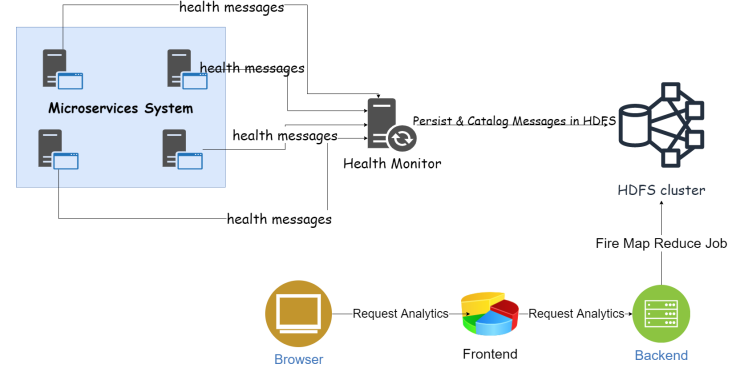 health messages
health messages
Microservices System
Persist & Catalog Messages in HDFS
health messages
Health Monitor
HDFS cluster
health messages
Fire Map Reduce Job
Request Analytics
Request Analytics
Browser
Frontend
Backend